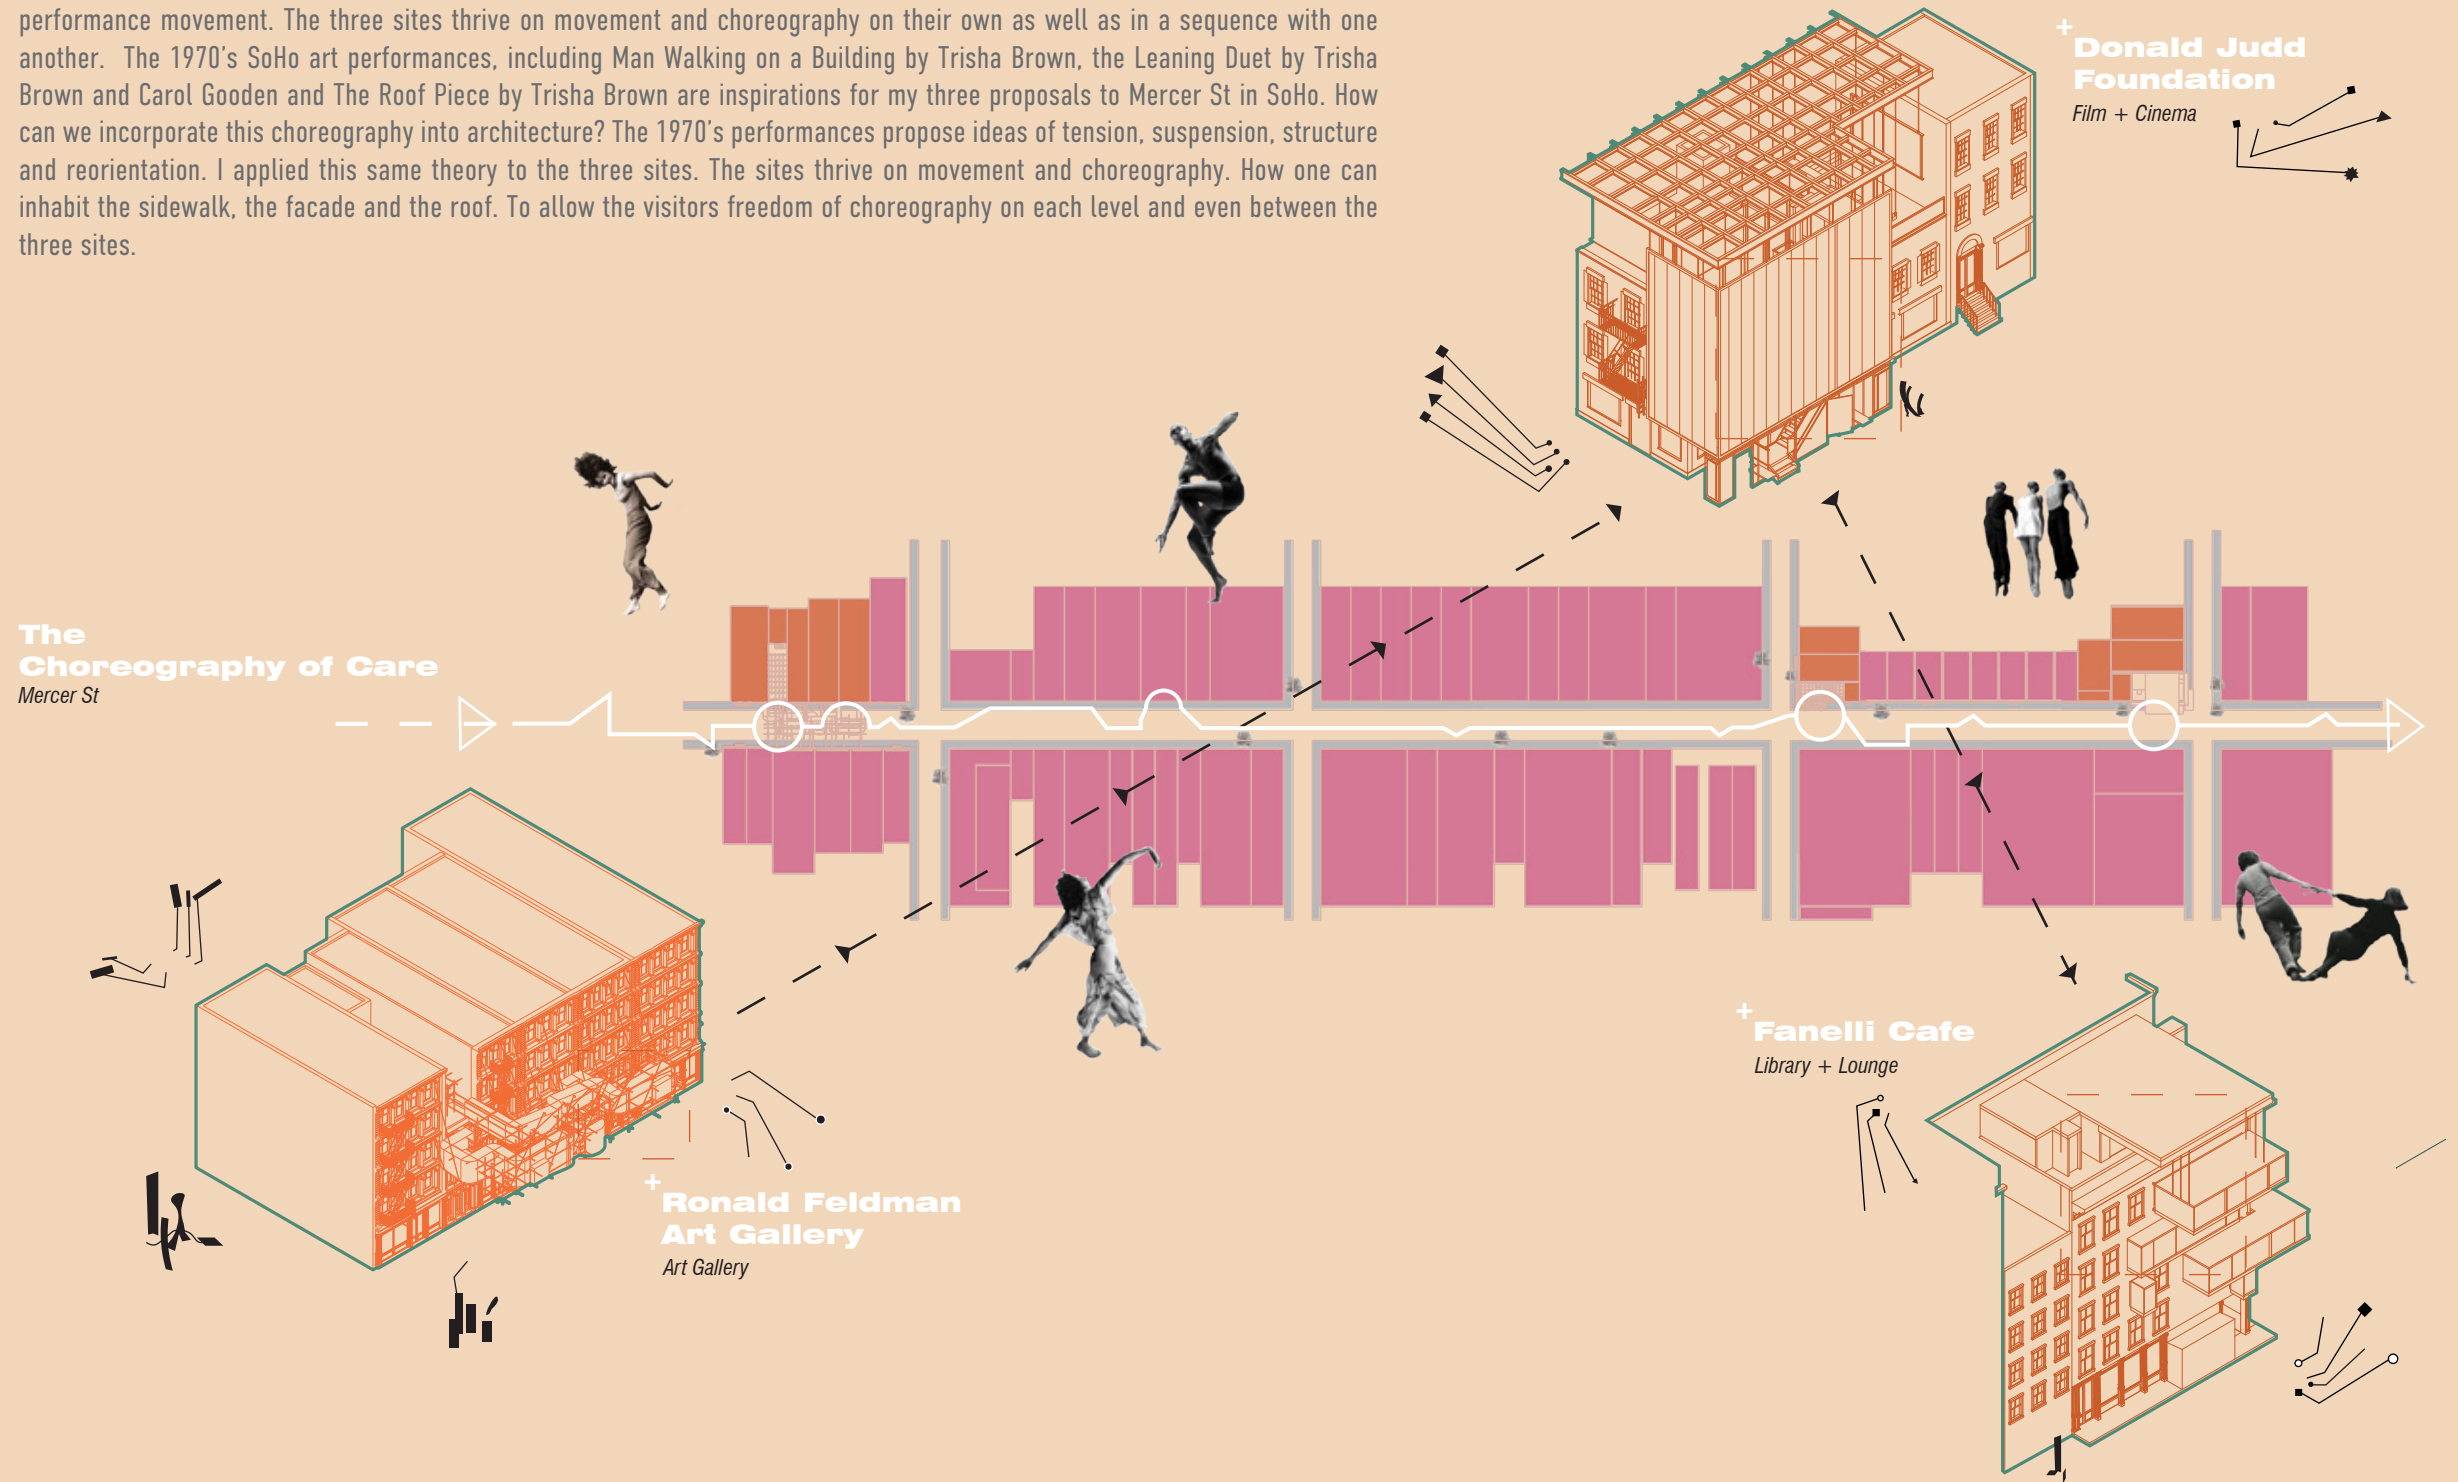 performance movement. The three sites thrive on movement and choreography on their own as well as in a sequence with one
another.  The 1970's SoHo art performances, including Man Walking on a Building by Trisha Brown, the Leaning Duet by Trisha
Brown and Carol Gooden and The Roof Piece by Trisha Brown are inspirations for my three proposals to Mercer St in SoHo. How
can we incorporate this choreography into architecture? The 1970's performances propose ideas of tension, suspension, structure
and reorientation. I applied this same theory to the three sites. The sites thrive on movement and choreography. How one can
inhabit the sidewalk, the facade and the roof. To allow the visitors freedom of choreography on each level and even between the
three sites.
+
Donald Judd
Foundation
Film + Cinema
The
Choreography of Care
Mercer St
+
Fanelli Cafe
Library + Lounge
+
Ronald Feldman
Art Gallery
Art Gallery